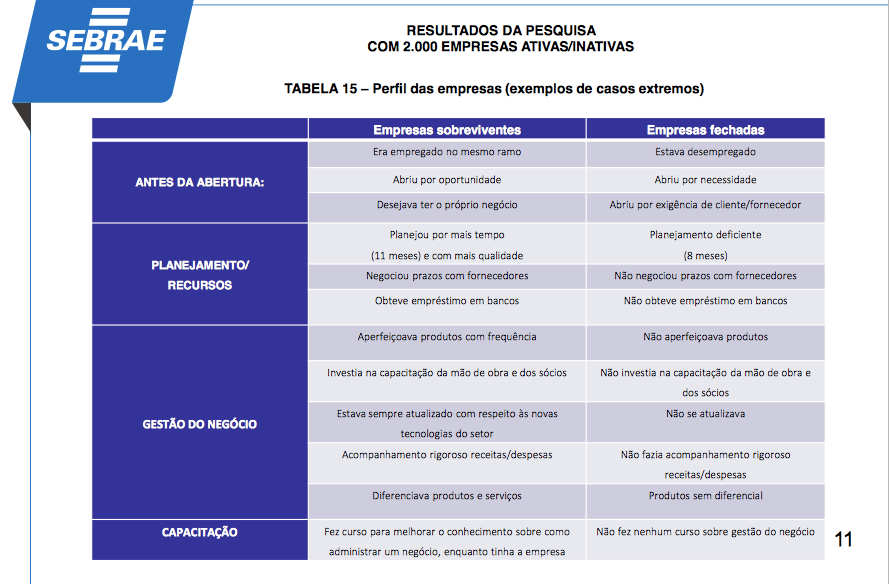 SEBRAE
RESULTADOS DA PESQUISA
COM 2.000 EMPRESAS ATIVAS/INATIVAS
TABELA 15 – Perfil das empresas (exemplos de casos extremos)
Empresas sobreviventes
Empresas fechadas
ANTES DA ABERTURA:
Era empregado no mesmo ramo
Estava desempregado
Abriu por oportunidade
Abriu por necessidade
Desejava ter o próprio negócio
Abriu por exigência de cliente/fornecedor
PLANEJAMENTO/
RECURSOS
Planejou por mais tempo
(11 meses) e com mais qualidade
Planejamento deficiente
(8 meses)
Negociou prazos com fornecedores
Não negociou prazos com fornecedores
Obteve empréstimo em bancos
Não obteve empréstimo em bancos
GESTÃO DO NEGÓCIO
Aperfeiçoava produtos com frequência
Não aperfeiçoava produtos
Investia na capacitação da mão de obra e dos sócios
Não investia na capacitação da mão de obra e
dos sócios
Estava sempre atualizado com respeito às novas
tecnologias do setor
Não se atualizava
Acompanhamento rigoroso receitas/despesas
Não fazia acompanhamento rigoroso
receitas/despesas
Diferenciava produtos e serviços
Produtos sem diferencial
CAPACITAÇÃO
Fez curso para melhorar o conhecimento sobre como
administrar um negócio, enquanto tinha a empresa
Não fez nenhum curso sobre gestão do negócio
11